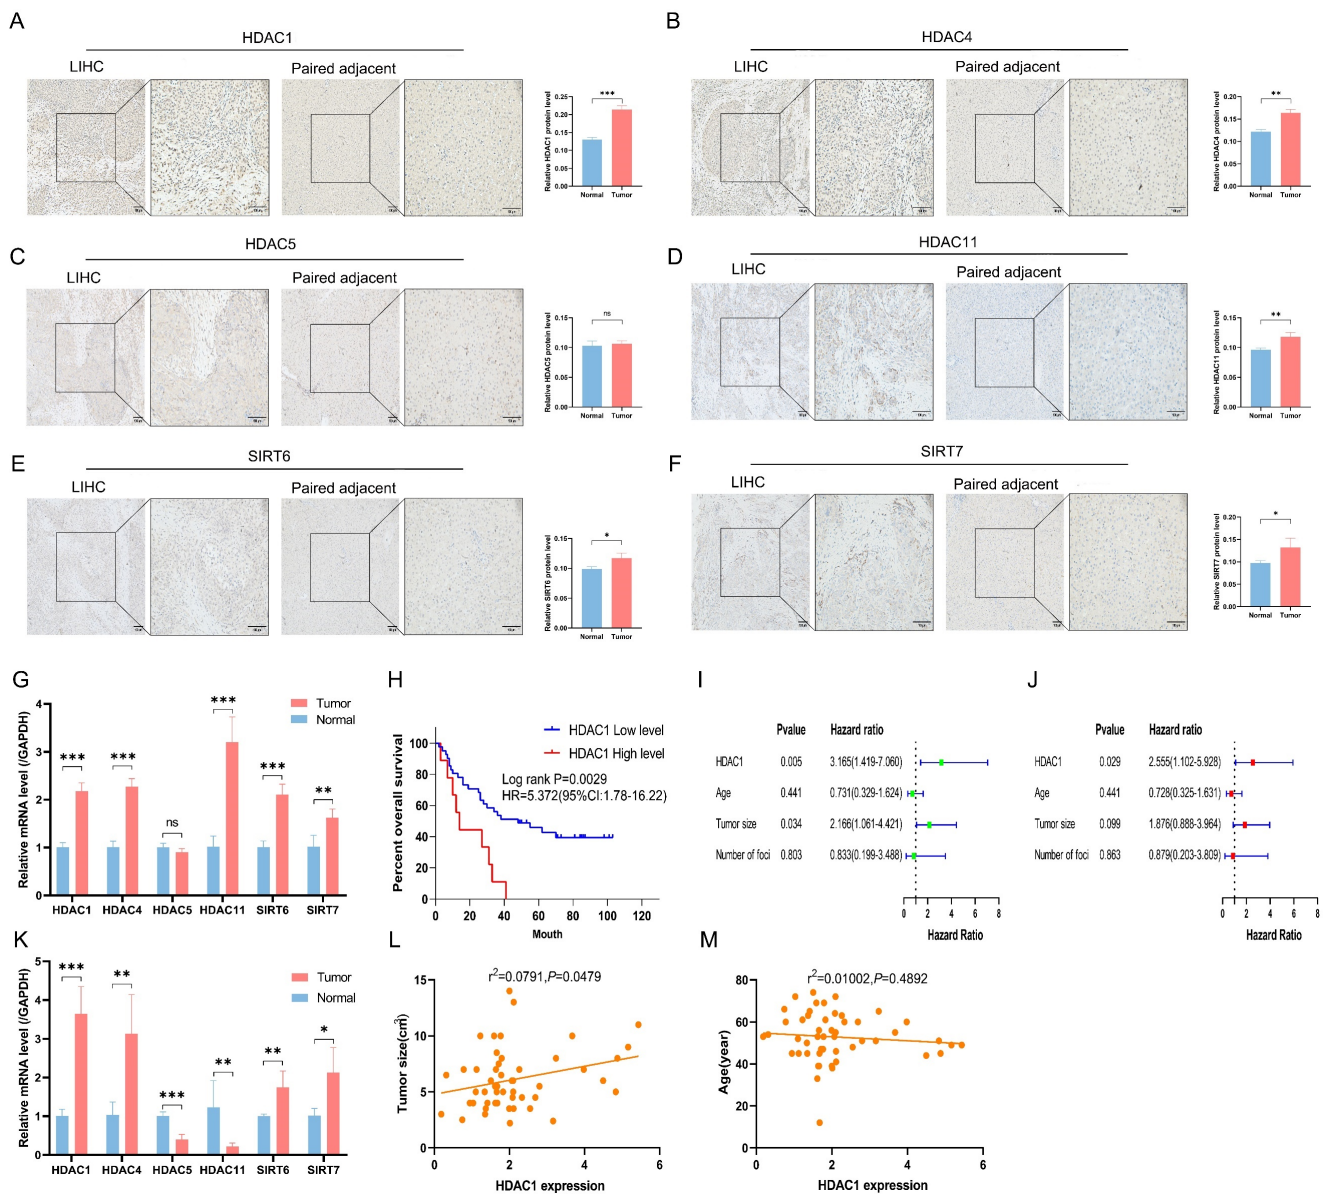 A
HDAC1
LIHC
Paired adjacent
Relative HDAC1 protein level
0.25
0.20
0.15
0.10
0.05
0.00
***
Normal Tumor
B
HDAC4
LIHC
Paired adjacent
Relative HDAC4 protein level
0.20
0.15
0.10
0.05
0.00
**
Normal Tumor
C
HDAC5
LIHC
Paired adjacent
Relative HDAC5 protein level
0.15
0.10
0.05
0.00
ns
Normal Tumor
D
HDAC11
LIHC
Paired adjacent
Relative HDAC11 protein level
0.15
0.10
0.05
0.00
**
Normal Tumor
E
SIRT6
LIHC
Paired adjacent
Relative SIRT6 protein level
0.15
0.10
0.05
0.00
*
Normal Tumor
F
SIRT7
LIHC
Paired adjacent
Relative SIRT7 protein level
0.20
0.15
0.10
0.05
0.00
*
Normal Tumor
G
Relative mRNA level (/GAPDH)
4
3
2
1
0
Tumor
Normal
*** *** ns *** *** **
HDAC1 HDAC4 HDAC5 HDAC11 SIRT6 SIRT7
H
Percent overall survival
100
80
60
40
20
0
HDAC1 Low level
HDAC1 High level
Log rank P=0.0029
HR=5.372(95%CI:1.78-16.22)
0 20 40 60 80 100 120
Mouth
I
Pvalue Hazard ratio
HDAC1 0.005 3.165(1.419-7.060)
Age 0.441 0.731(0.329-1.624)
Tumor size 0.034 2.166(1.061-4.421)
Number of foci 0.803 0.833(0.199-3.488)
0 2 4 6 8
Hazard Ratio
J
Pvalue Hazard ratio
HDAC1 0.029 2.555(1.102-5.928)
Age 0.441 0.728(0.325-1.631)
Tumor size 0.099 1.876(0.888-3.964)
Number of foci 0.863 0.879(0.203-3.809)
0 2 4 6 8
Hazard Ratio
K
Relative mRNA level (/GAPDH)
5
4
3
2
1
0
Tumor
Normal
*** ** *** ** ** *
HDAC1 HDAC4 HDAC5 HDAC11 SIRT6 SIRT7
L
r²=0.0791,P=0.0479
Tumor size(cm²)
15
10
5
0
0 2 4 6
HDAC1 expression
M
r²=0.01002,P=0.4892
Age(year)
80
60
40
20
0
0 2 4 6
HDAC1 expression